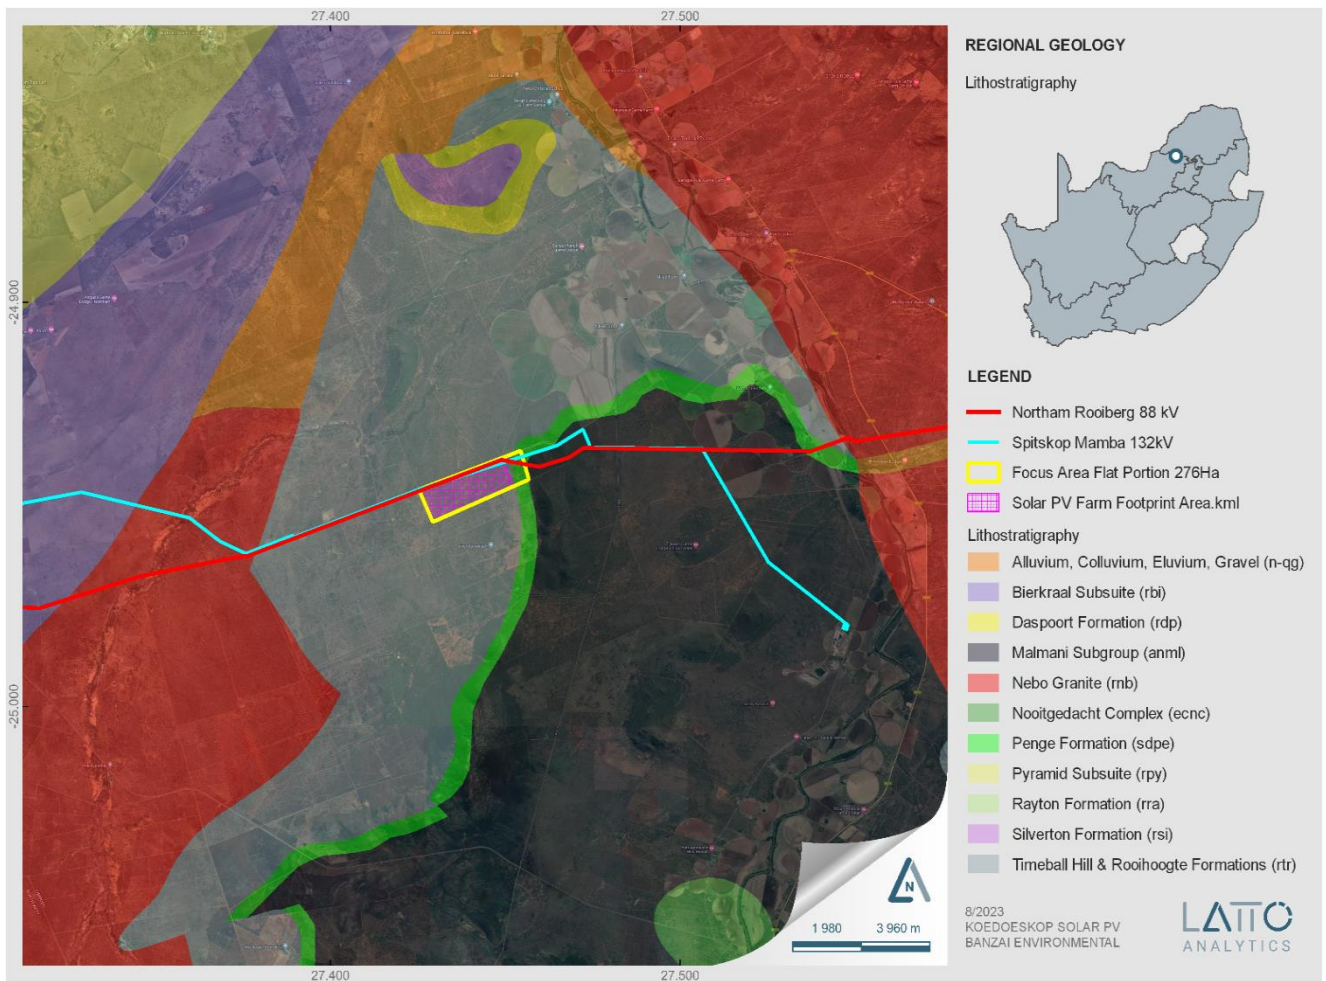 27.400
27.500
-24.900
-25.000
27.400
27.500
REGIONAL GEOLOGY
Lithostratigraphy
LEGEND
Northam Rooiberg 88 kV
Spitskop Mamba 132kV
Focus Area Flat Portion 276Ha
Solar PV Farm Footprint Area.kml
Lithostratigraphy
Alluvium, Colluvium, Eluvium, Gravel (n-qg)
Bierkraal Subsuite (rbi)
Daspoort Formation (rdp)
Malmani Subgroup (anml)
Nebo Granite (rnb)
Nooitgedacht Complex (ecnc)
Penge Formation (sdpe)
Pyramid Subsuite (rpy)
Rayton Formation (rra)
Silverton Formation (rsi)
Timeball Hill & Rooihoogte Formations (rtr)
N
1 980 3 960 m
8/2023
KOEDOESKOP SOLAR PV
BANZAI ENVIRONMENTAL
LATTO
ANALYTICS